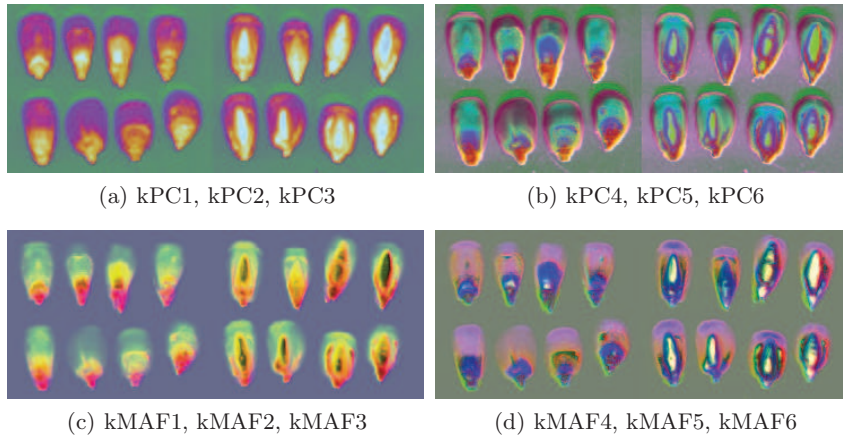 (a) kPC1, kPC2, kPC3
(b) kPC4, kPC5, kPC6
(c) kMAF1, kMAF2, kMAF3
(d) kMAF4, kMAF5, kMAF6